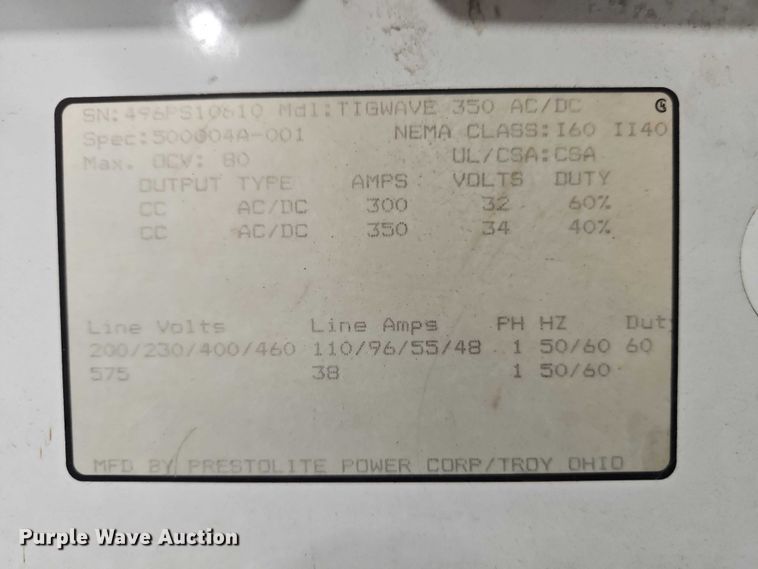 SN:496PS10610 Mdl:TIGWAVE 350 AC/DC
Spec:500004A-001 NEMA CLASS:I60 II40
Max. OCV: 80 UL/CSA:CSA
OUTPUT TYPE AMPS VOLTS DUTY
CC AC/DC 300 32 60%
CC AC/DC 350 34 40%
Line Volts Line Amps PH HZ Duty
200/230/400/460 110/96/55/48 1 50/60 60
575 38 1 50/60
MFD BY PRESTOLITE POWER CORP/TROY OHIO
Purple Wave Auction